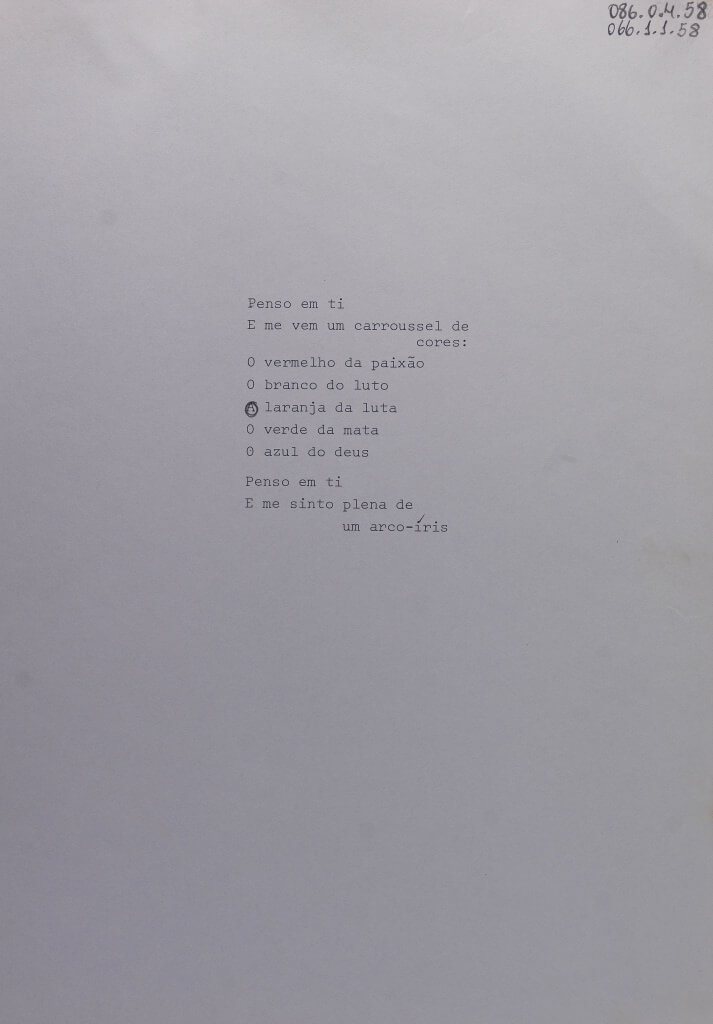 086.0.4.58
066.1.1.58
Penso em ti
E me vem um carroussel de
cores:
O vermelho da paixão
O branco do luto
A laranja da luta
O verde da mata
O azul do deus
Penso em ti
E me sinto plena de
um arco-íris